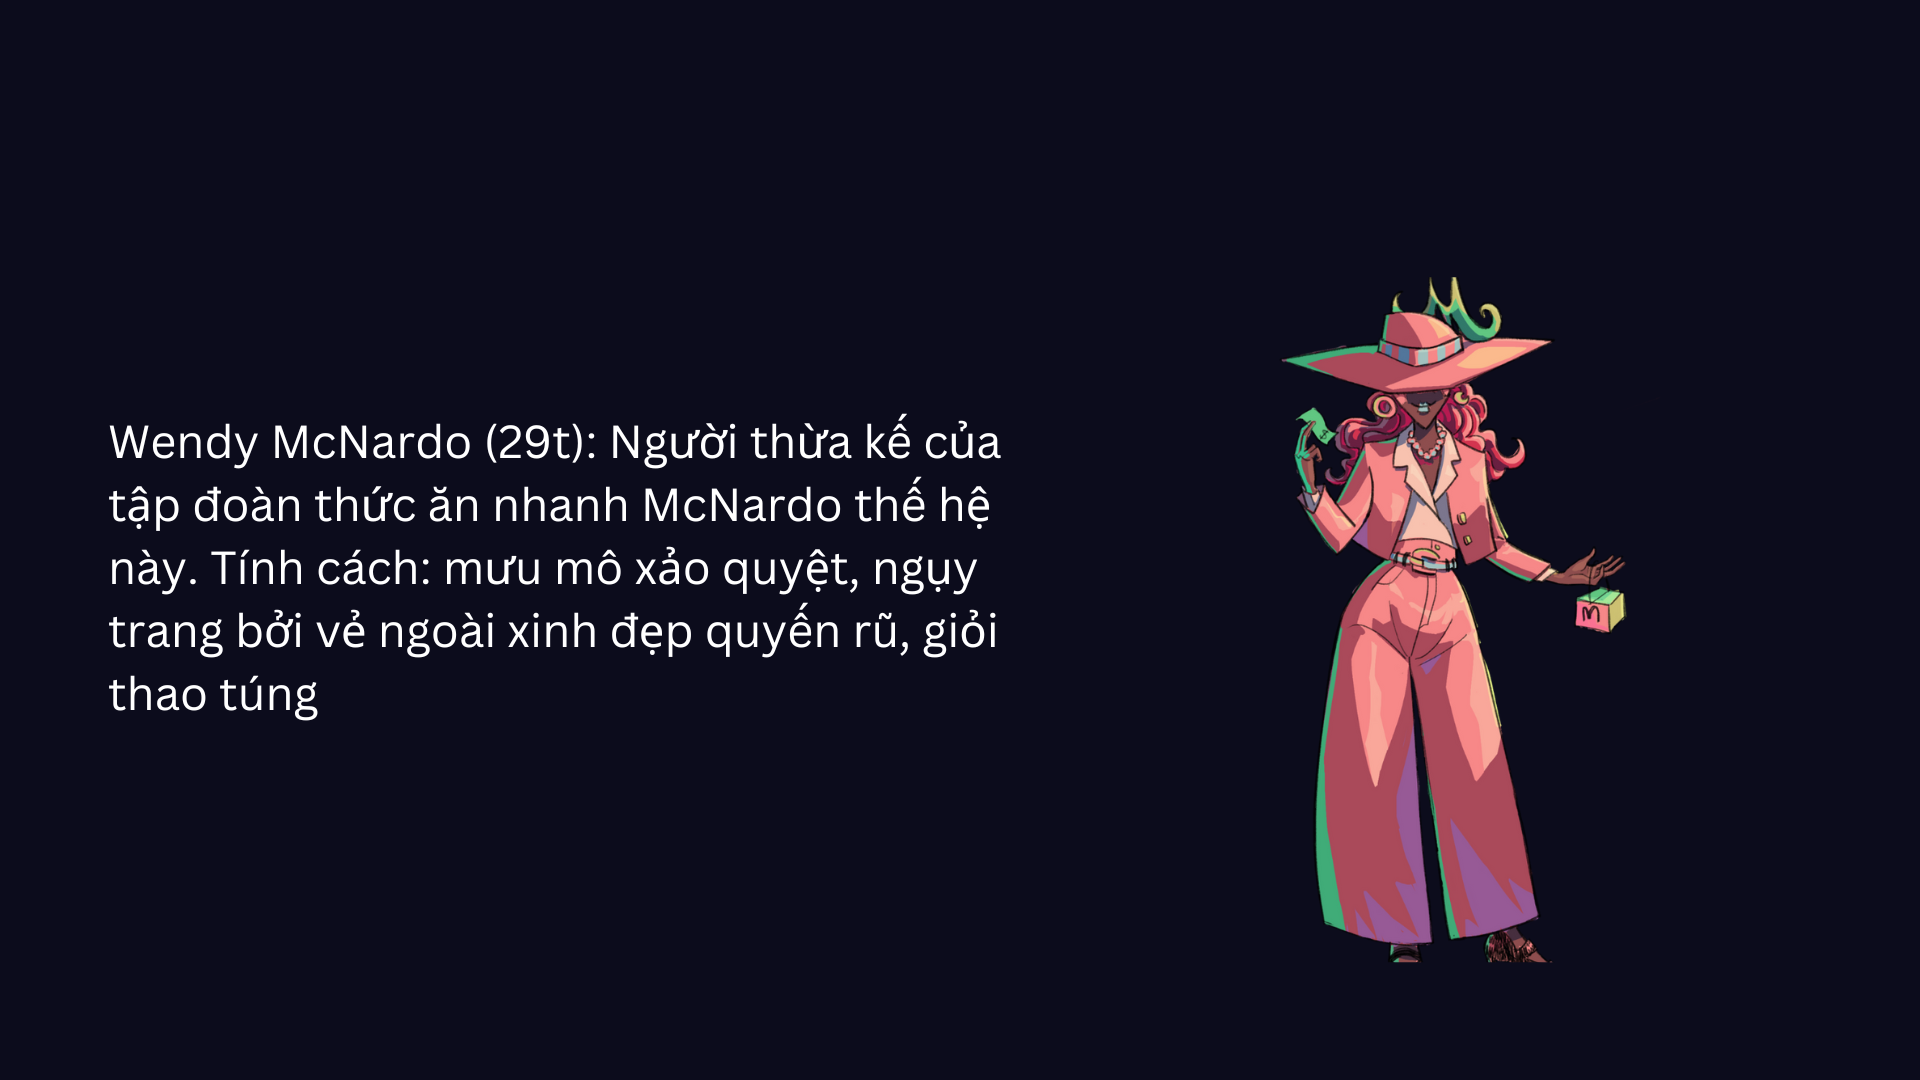 Wendy McNardo (29t): Người thừa kế của
tập đoàn thức ăn nhanh McNardo thế hệ
này. Tính cách: mưu mô xảo quyệt, ngụy
trang bởi vẻ ngoài xinh đẹp quyến rũ, giỏi
thao túng
M
$
M